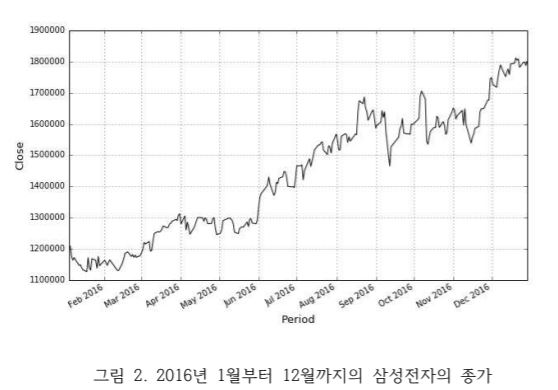 1900000
1800000
1700000
1600000
1500000
1400000
1300000
1200000
1100000
Close
Feb 2016
Mar 2016
Apr 2016
May 2016
Jun 2016
Jul 2016
Aug 2016
Sep 2016
Oct 2016
Nov 2016
Dec 2016
Period
그림 2. 2016년 1월부터 12월까지의 삼성전자의 종가